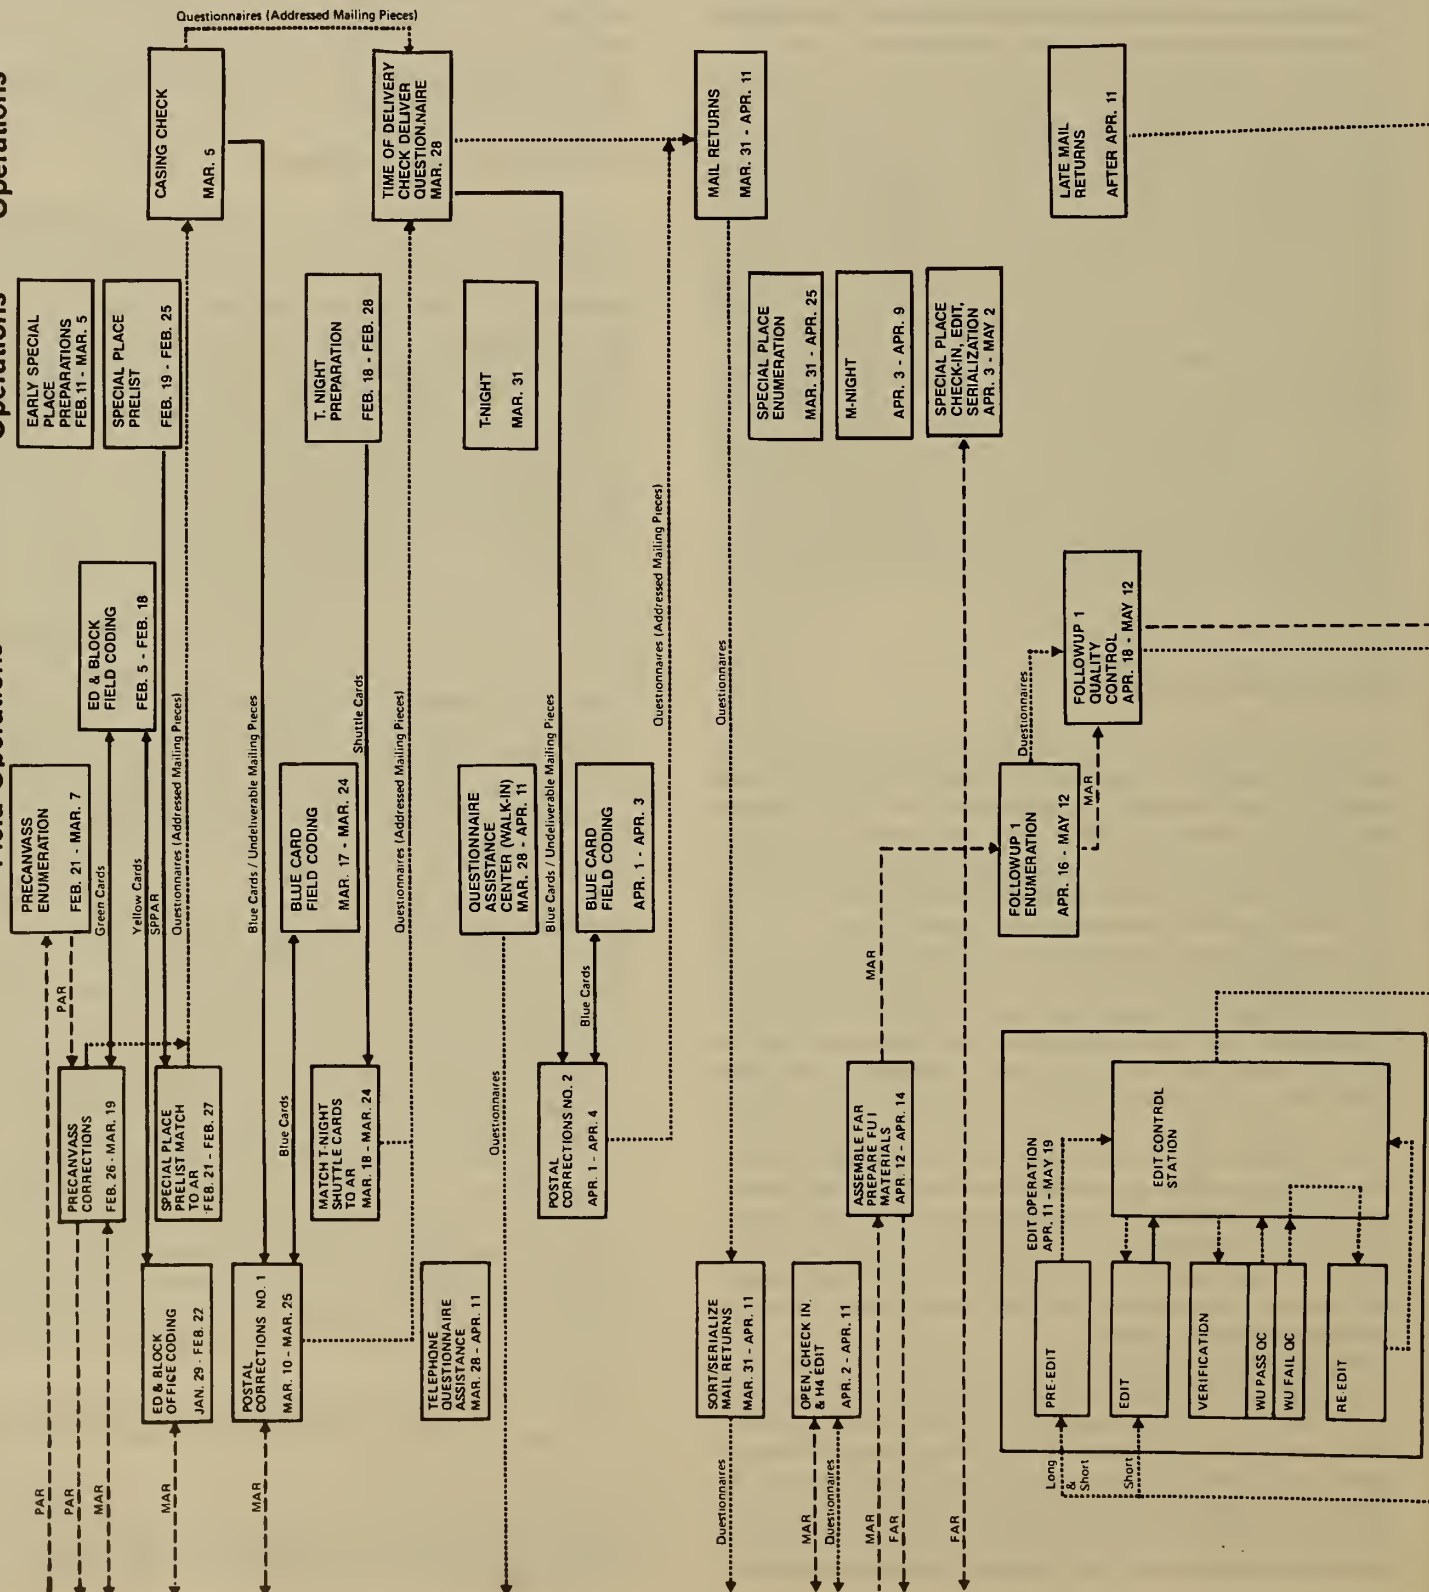 Operations
Operations
Questionnaires (Addressed Mailing Pieces)
CASING CHECK
MAR. 5
TIME OF DELIVERY
CHECK DELIVER
QUESTIONNAIRE
MAR. 28
MAIL RETURNS
MAR. 31 - APR. 11
LATE MAIL
RETURNS
AFTER APR. 11
EARLY SPECIAL
PLACE
PREPARATIONS
FEB. 11 - MAR. 5
SPECIAL PLACE
PRELIST
FEB. 19 - FEB. 25
T. NIGHT
PREPARATION
FEB. 18 - FEB. 28
T-NIGHT
MAR. 31
SPECIAL PLACE
ENUMERATION
MAR. 31 - APR. 25
M-NIGHT
APR. 3 - APR. 9
SPECIAL PLACE
CHECK-IN, EDIT,
SERIALIZATION
APR. 3 - MAY 2
PRECANVASS
ENUMERATION
FEB. 21 - MAR. 7
ED & BLOCK
FIELD CODING
FEB. 5 - FEB. 18
PAR
Green Cards
Yellow Cards
SPPAR
Questionnaires (Addressed Mailing Pieces)
Blue Cards / Undeliverable Mailing Pieces
BLUE CARD
FIELD CODING
MAR. 17 - MAR. 24
Blue Cards
Shuttle Cards
Questionnaires (Addressed Mailing Pieces)
QUESTIONNAIRE
ASSISTANCE
CENTER (WALK-IN)
MAR. 28 - APR. 11
Questionnaires
Blue Cards / Undeliverable Mailing Pieces
BLUE CARD
FIELD CODING
APR. 1 - APR. 3
Blue Cards
Questionnaires (Addressed Mailing Pieces)
Questionnaires
MAR
FOLLOWUP 1
ENUMERATION
APR. 16 - MAY 12
Questionnaires
MAR
FOLLOWUP 1
QUALITY
CONTROL
APR. 18 - MAY 12
PRECANVASS
CORRECTIONS
FEB. 26 - MAR. 19
SPECIAL PLACE
PRELIST MATCH
TO AR
FEB. 21 - FEB. 27
ED & BLOCK
OFFICE CODING
JAN. 29 - FEB. 22
POSTAL
CORRECTIONS NO. 1
MAR. 10 - MAR. 25
MATCH T-NIGHT
SHUTTLE CARDS
TO AR
MAR. 18 - MAR. 24
TELEPHONE
QUESTIONNAIRE
ASSISTANCE
MAR. 28 - APR. 11
POSTAL
CORRECTIONS NO. 2
APR. 1 - APR. 4
SORT/SERIALIZE
MAIL RETURNS
MAR. 31 - APR. 11
OPEN, CHECK IN,
& H4 EDIT
APR. 2 - APR. 11
ASSEMBLE FAR
PREPARE FU1
MATERIALS
APR. 12 - APR. 14
EDIT OPERATION
APR. 11 - MAY 19
EDIT CONTROL
STATION
PRE-EDIT
EDIT
VERIFICATION
WU PASS QC
WU FAIL QC
RE-EDIT
PAR
PAR
MAR
MAR
MAR
Questionnaires
MAR
Questionnaires
MAR
FAR
FAR
Long
&
Short
Short